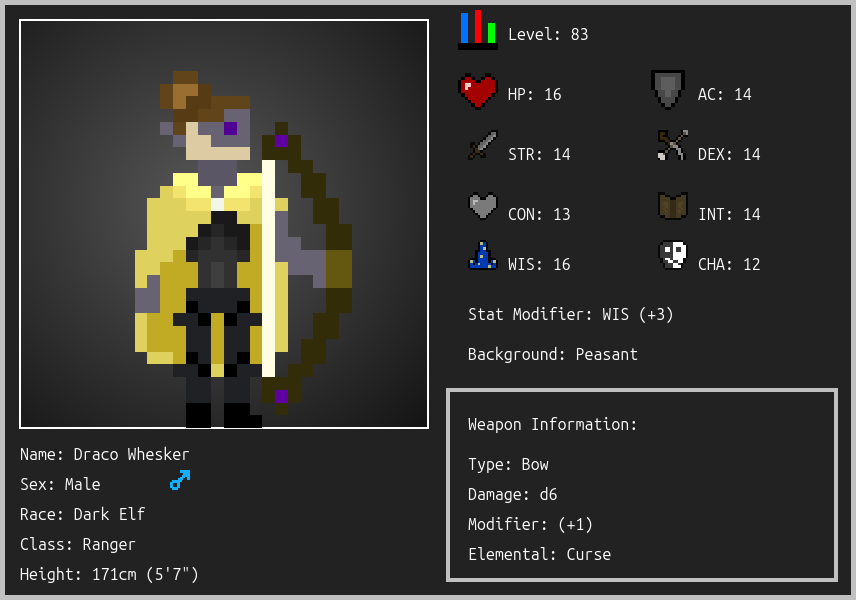 Level: 83
HP: 16
AC: 14
STR: 14
DEX: 14
CON: 13
INT: 14
WIS: 16
CHA: 12
Stat Modifier: WIS (+3)
Background: Peasant
Weapon Information:
Type: Bow
Damage: d6
Modifier: (+1)
Elemental: Curse
Name: Draco Whesker
Sex: Male
Race: Dark Elf
Class: Ranger
Height: 171cm (5'7")